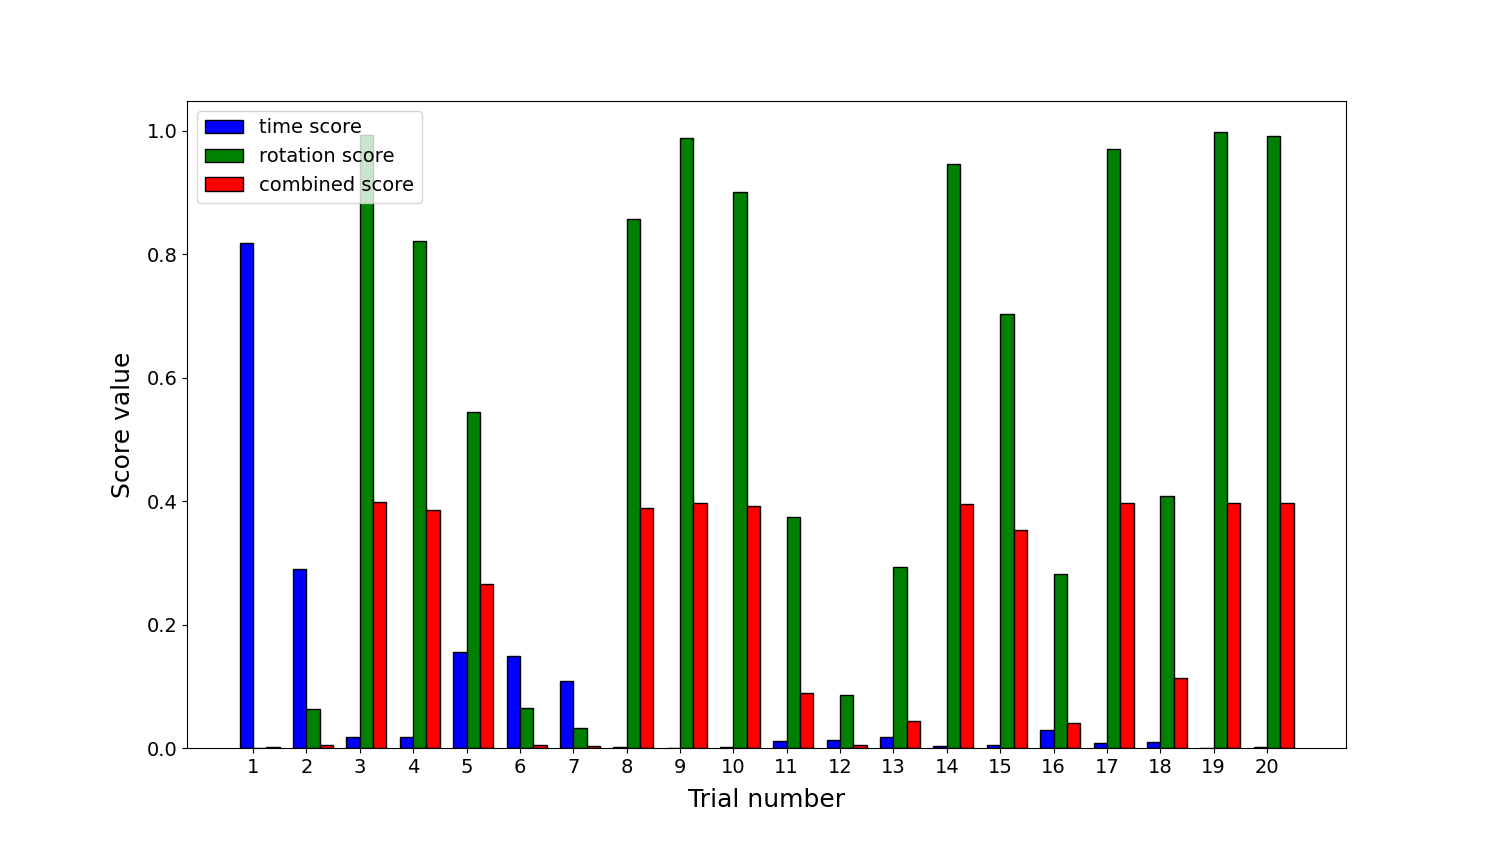 time score
rotation score
combined score
1.0
0.8
0.6
0.4
0.2
0.0
Score value
1 2 3 4 5 6 7 8 9 10 11 12 13 14 15 16 17 18 19 20
Trial number